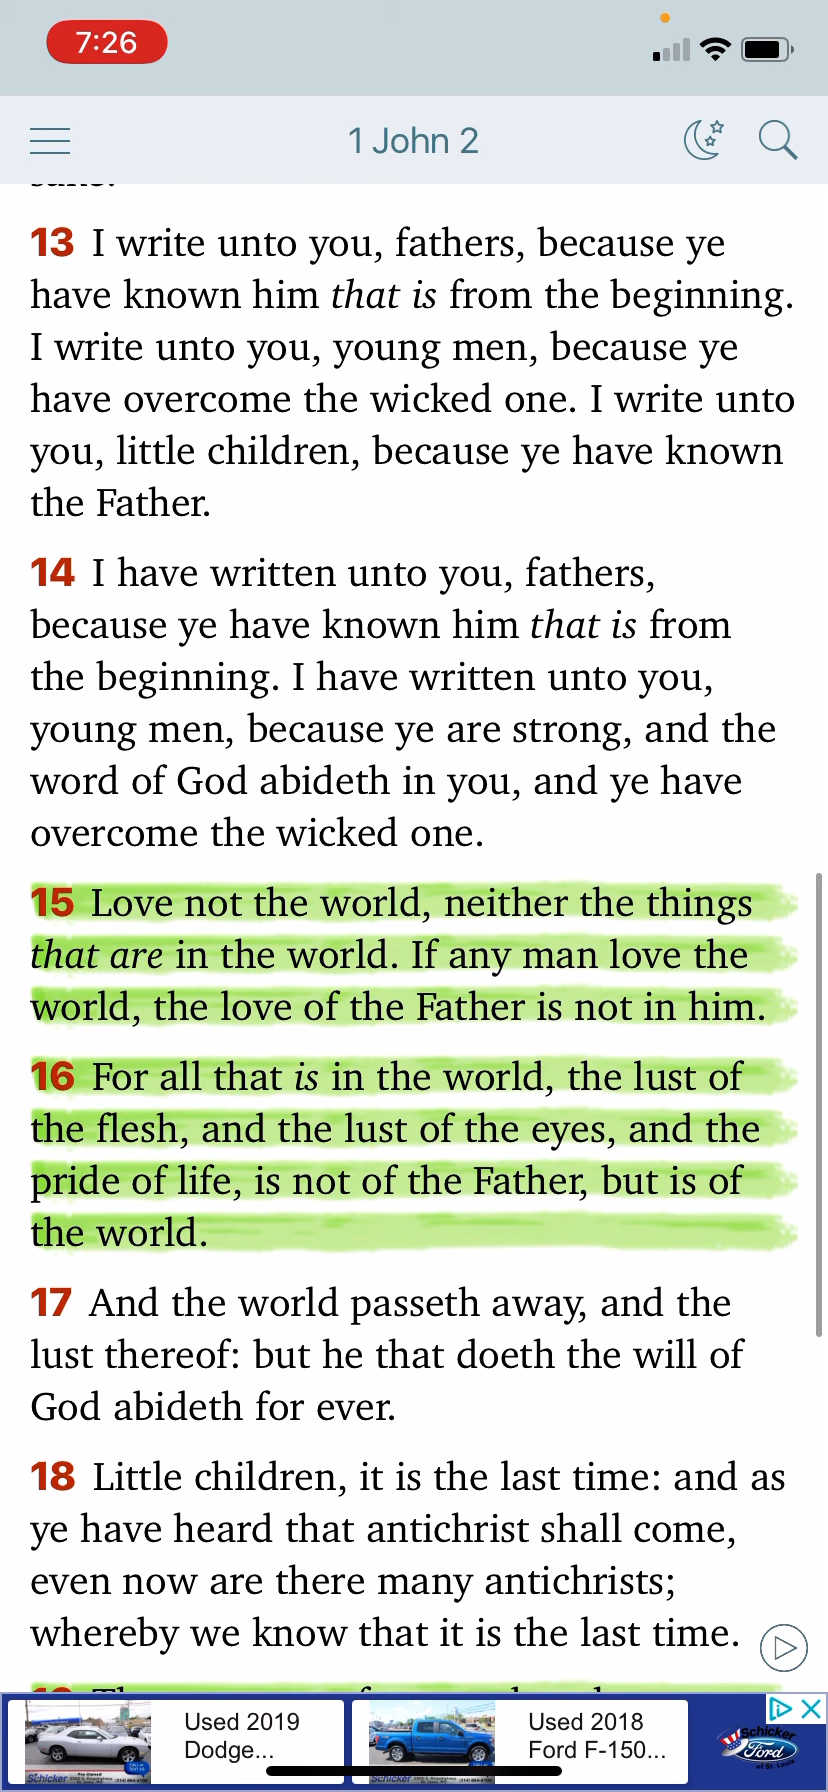 7:26
1 John 2
13 I write unto you, fathers, because ye
have known him that is from the beginning.
I write unto you, young men, because ye
have overcome the wicked one. I write unto
you, little children, because ye have known
the Father.
14 I have written unto you, fathers,
because ye have known him that is from
the beginning. I have written unto you,
young men, because ye are strong, and the
word of God abideth in you, and ye have
overcome the wicked one.
15 Love not the world, neither the things
that are in the world. If any man love the
world, the love of the Father is not in him.
16 For all that is in the world, the lust of
the flesh, and the lust of the eyes, and the
pride of life, is not of the Father, but is of
the world.
17 And the world passeth away, and the
lust thereof: but he that doeth the will of
God abideth for ever.
18 Little children, it is the last time: and as
ye have heard that antichrist shall come,
even now are there many antichrists;
whereby we know that it is the last time.
Used 2019
Dodge...
Schicker
Used 2018
Ford F-150...
Schicker
Schicker
Ford
of St. Louis